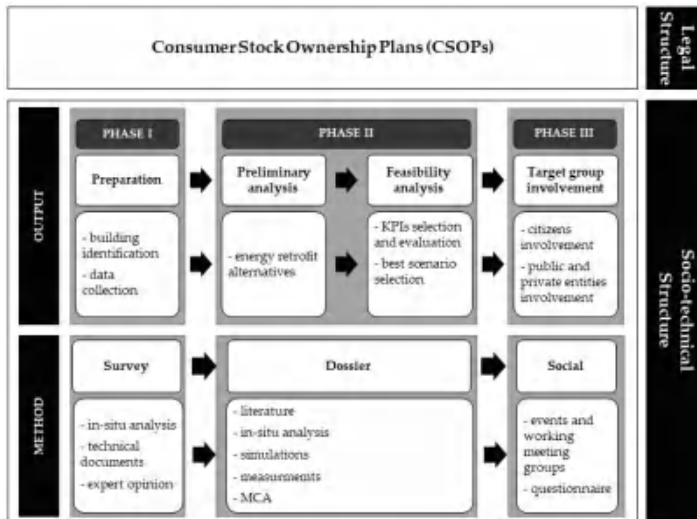 Consumer Stock Ownership Plans (CSOPs)
Legal
Structure
OUTPUT
PHASE I
PHASE II
PHASE III
Preparation
Preliminary
analysis
Feasibility
analysis
Target group
involvement
- building
identification
- data
collection
- energy retrofit
alternatives
- KPIs selection
and evaluation
- best scenario
selection
- citizens
involvement
- public and
private entities
involvement
Socio-technical
Structure
METHOD
Survey
Dossier
Social
- in-situ analysis
- technical
documents
- expert opinion
- literature
- in-situ analysis
- simulations
- measurmemts
- MCA
- events and
working
meeting
groups
- questionnaire